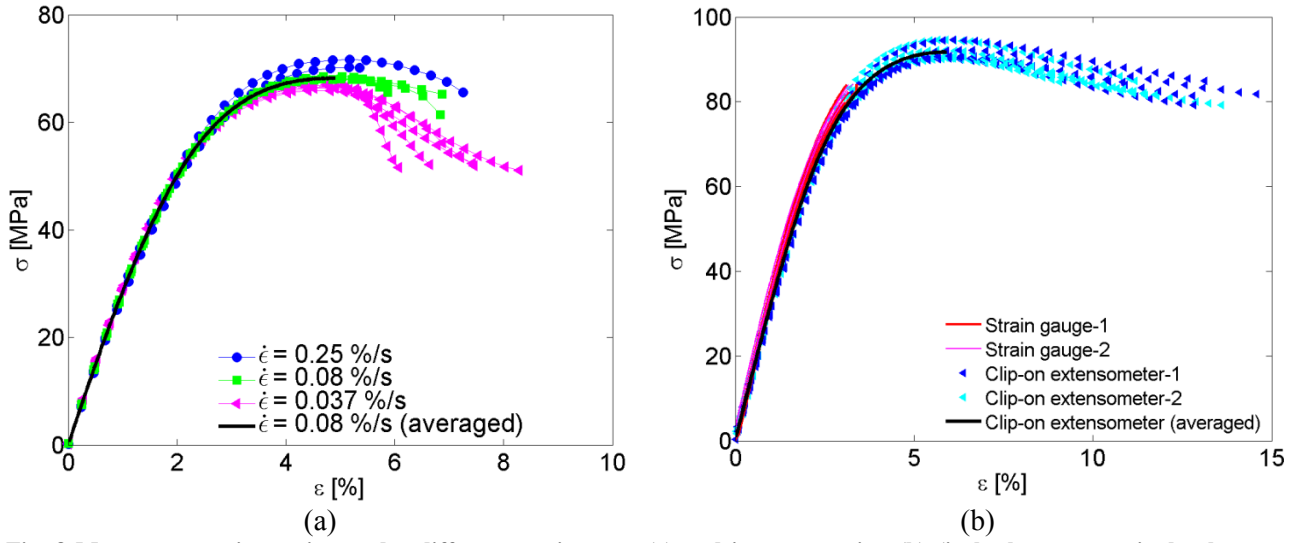 80
60
40
20
0
0
2
4
6
8
10
σ [MPa]
ε [%]
ε̇ = 0.25 %/s
ε̇ = 0.08 %/s
ε̇ = 0.037 %/s
ε̇ = 0.08 %/s (averaged)
(a)
100
80
60
40
20
0
0
5
10
15
σ [MPa]
ε [%]
Strain gauge-1
Strain gauge-2
Clip-on extensometer-1
Clip-on extensometer-2
Clip-on extensometer (averaged)
(b)